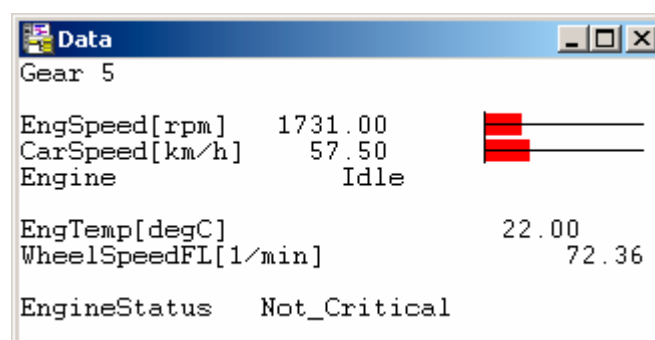 Data
Gear 5
EngSpeed[rpm] 1731.00
CarSpeed[km/h] 57.50
Engine Idle
EngTemp[degC] 22.00
WheelSpeedFL[1/min] 72.36
EngineStatus Not_Critical